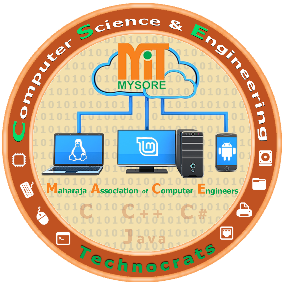 Computer Science & Engineering
MiT
MYSORE
Maharaja Association of Computer Engineers
C C++ C#
Java
Technocrats